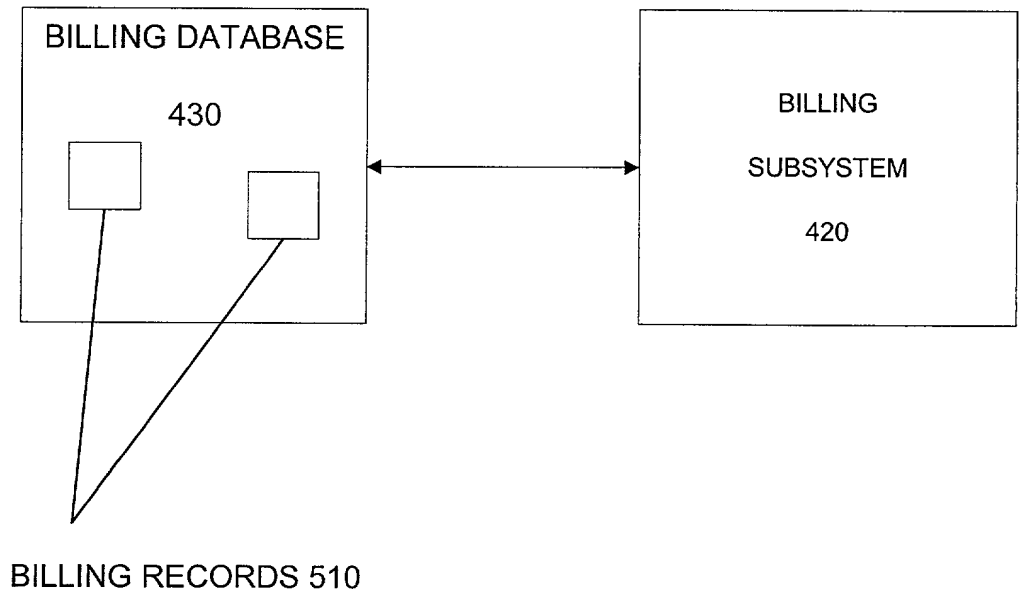 BILLING DATABASE
430
BILLING
SUBSYSTEM
420
BILLING RECORDS 510